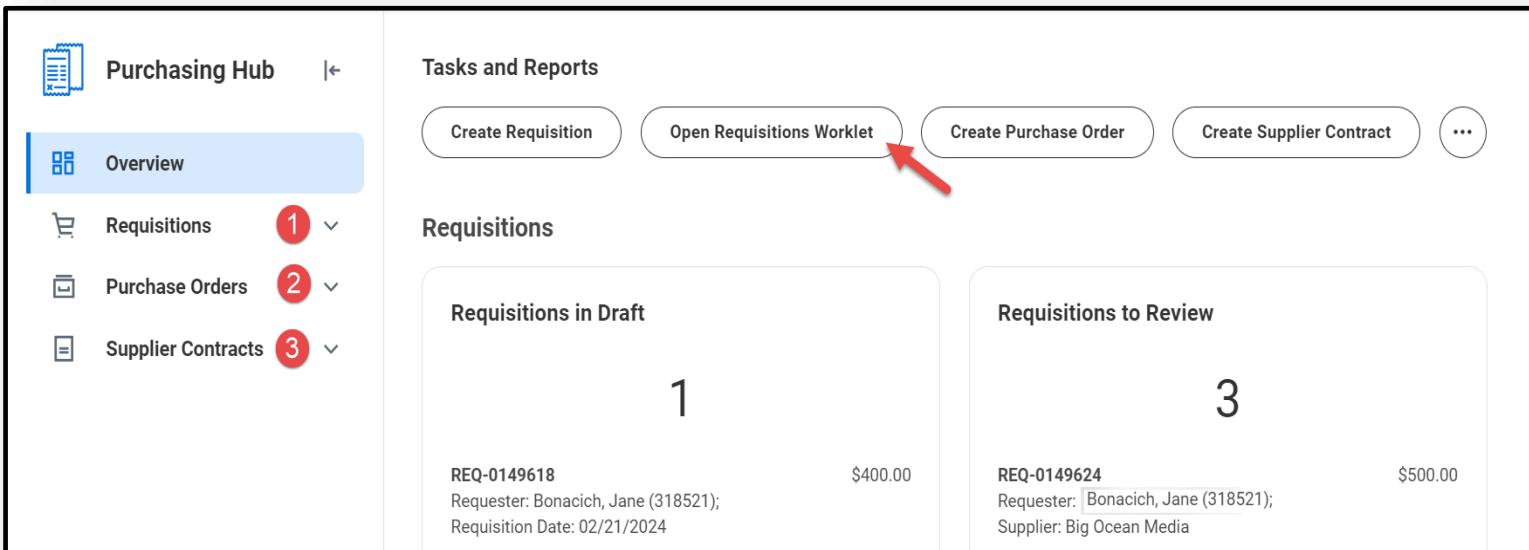 Purchasing Hub
Overview
Requisitions 1
Purchase Orders 2
Supplier Contracts 3
Tasks and Reports
Create Requisition
Open Requisitions Worklet
Create Purchase Order
Create Supplier Contract
...
Requisitions
Requisitions in Draft
1
REQ-0149618 $400.00
Requester: Bonacich, Jane (318521);
Requisition Date: 02/21/2024
Requisitions to Review
3
REQ-0149624 $500.00
Requester: Bonacich, Jane (318521);
Supplier: Big Ocean Media